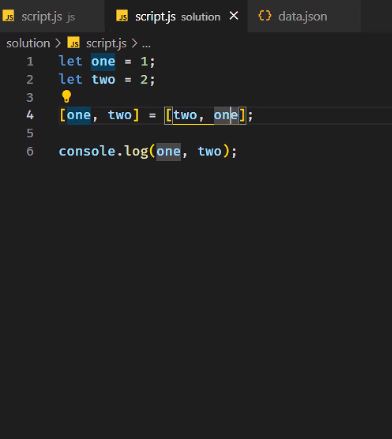 JS script.js js JS script.js solution × {} data.json
solution > JS script.js > ...
1 let one = 1;
2 let two = 2;
3
4 [one, two] = [two, one];
5
6 console.log(one, two);